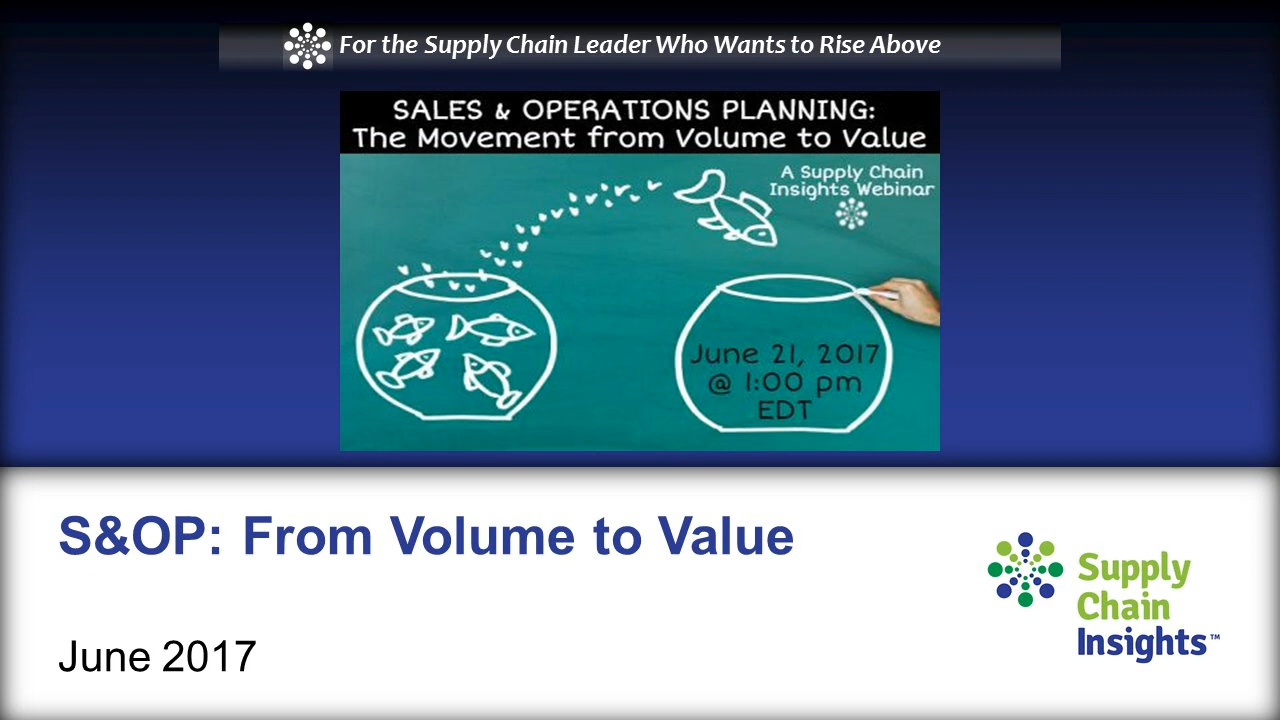 For the Supply Chain Leader Who Wants to Rise Above
SALES & OPERATIONS PLANNING:
The Movement from Volume to Value
A Supply Chain
Insights Webinar
June 21, 2017
@ 1:00 pm
EDT
S&OP: From Volume to Value
June 2017
Supply
Chain
Insights™